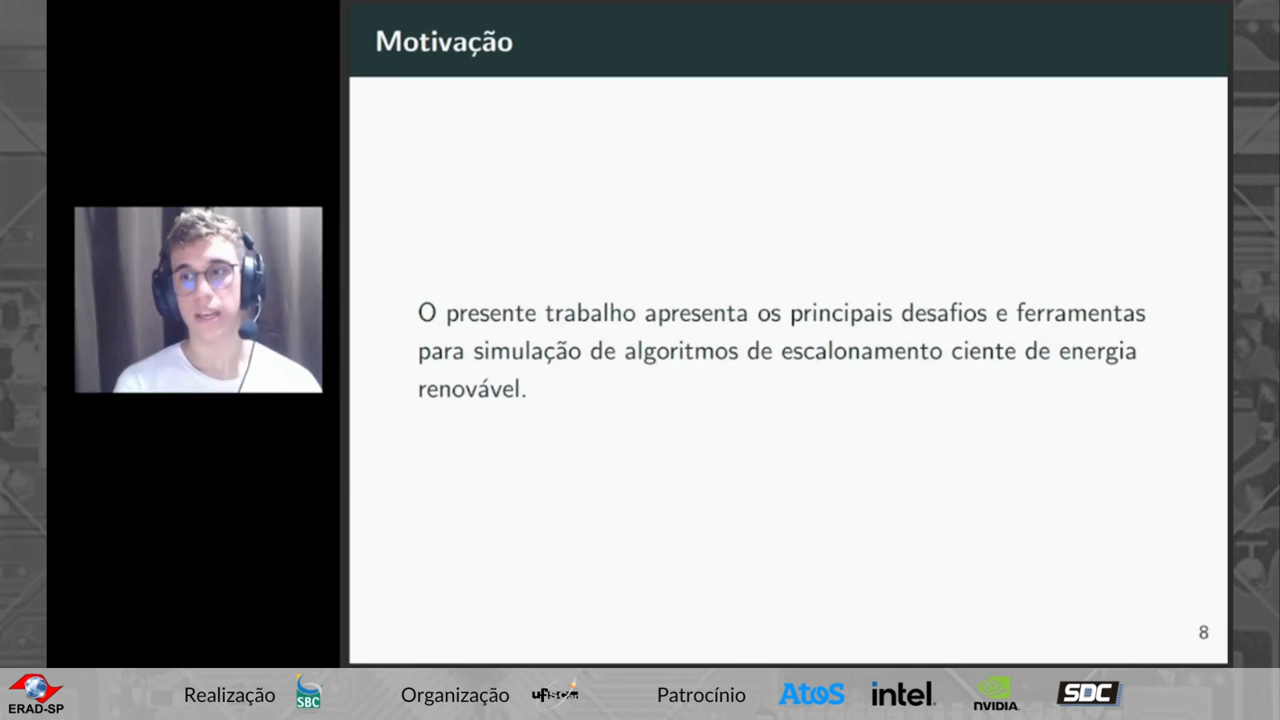 Motivação
O presente trabalho apresenta os principais desafios e ferramentas
para simulação de algoritmos de escalonamento ciente de energia
renovável.
8
ERAD-SP
Realização
SBC
Organização
ufscar
Patrocínio
Atos
intel.
NVIDIA.
SDC